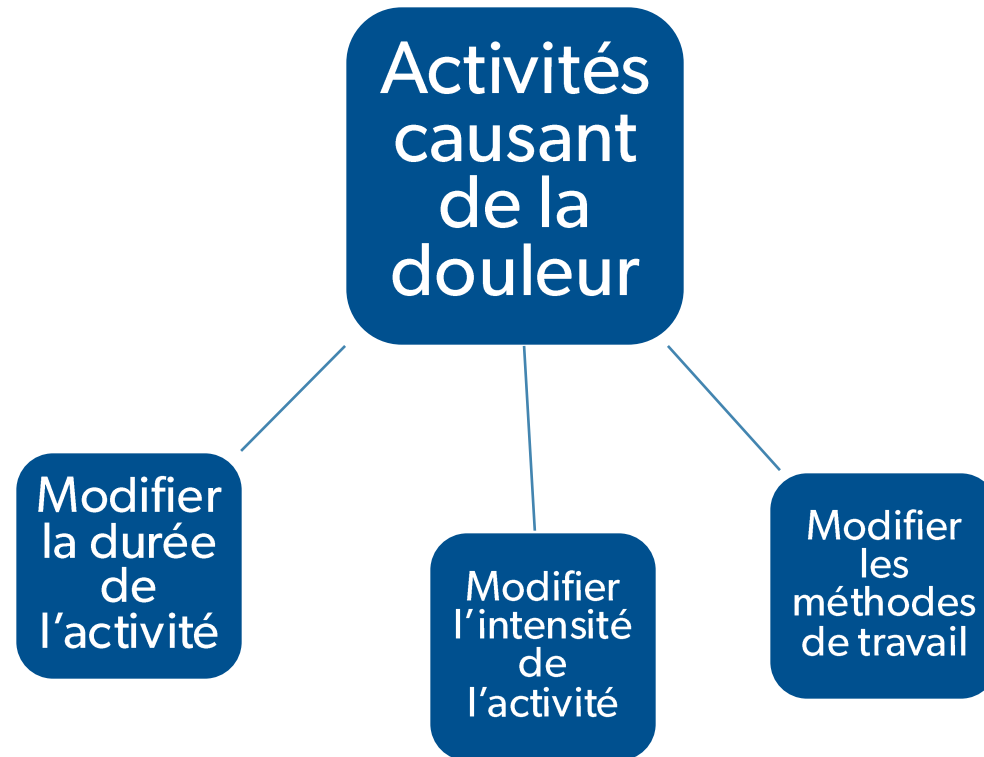 Activités
causant
de la
douleur
Modifier
la durée
de
l’activité
Modifier
l’intensité
de
l’activité
Modifier
les
méthodes
de travail